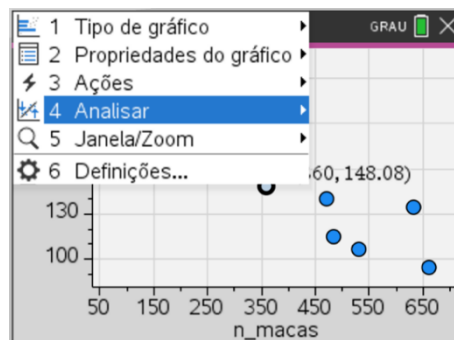 1 Tipo de gráfico
GRAU
2 Propriedades do gráfico
3 Ações
4 Analisar
5 Janela/Zoom
6 Definições...
60, 148.08)
130
100
50 150 250 350 450 550 650
n_macas